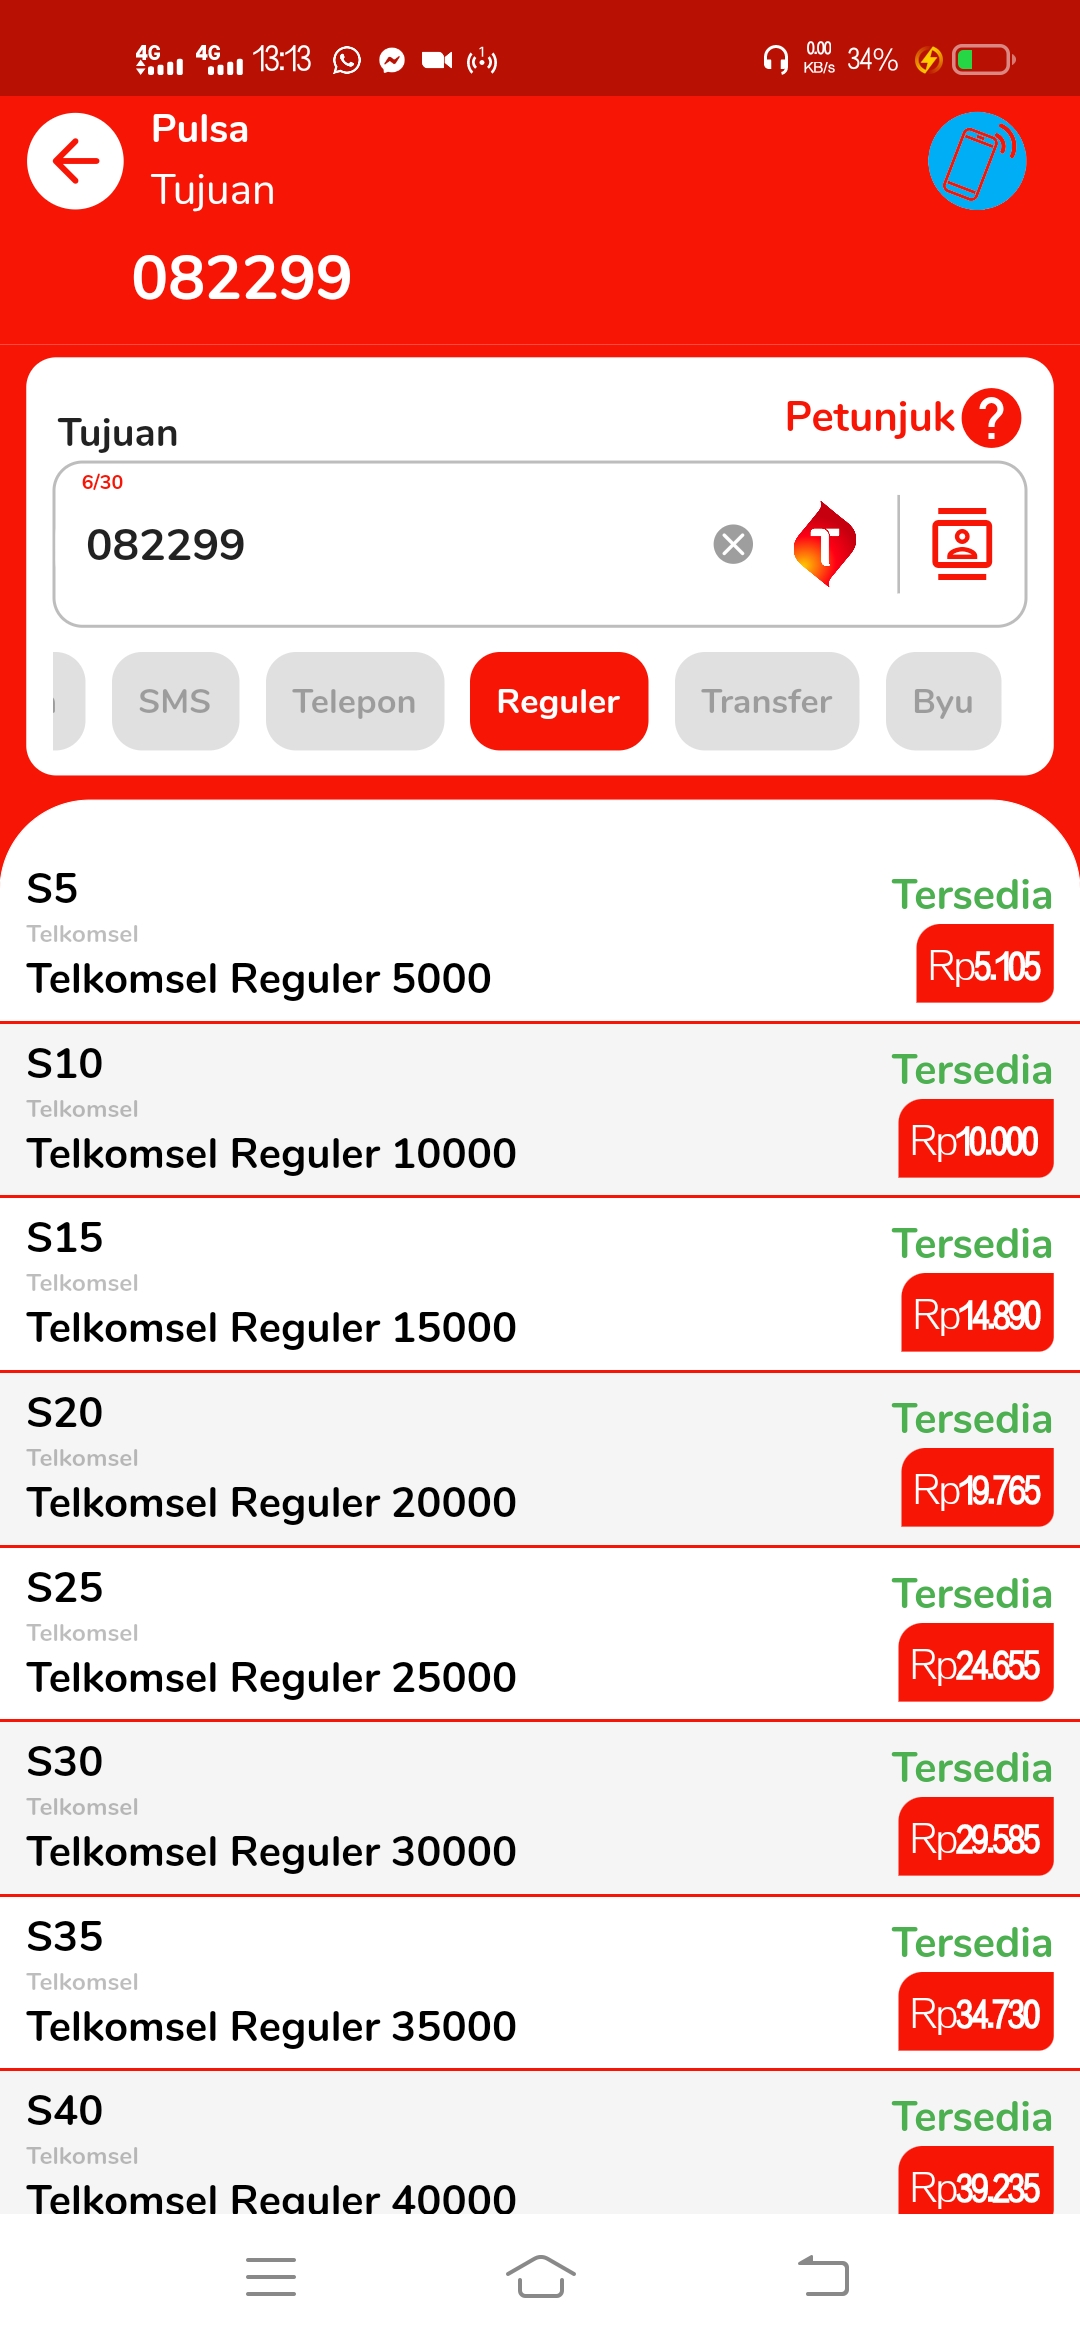 4G 4G 13:13 0.00 KB/s 34%
Pulsa
Tujuan
082299
Petunjuk ?
Tujuan
6/30
082299
SMS Telepon Reguler Transfer Byu
S5
Tersedia
Telkomsel
Telkomsel Reguler 5000
Rp5.105
S10
Tersedia
Telkomsel
Telkomsel Reguler 10000
Rp10.000
S15
Tersedia
Telkomsel
Telkomsel Reguler 15000
Rp14.890
S20
Tersedia
Telkomsel
Telkomsel Reguler 20000
Rp19.765
S25
Tersedia
Telkomsel
Telkomsel Reguler 25000
Rp24.655
S30
Tersedia
Telkomsel
Telkomsel Reguler 30000
Rp29.585
S35
Tersedia
Telkomsel
Telkomsel Reguler 35000
Rp34.730
S40
Tersedia
Telkomsel
Telkomsel Reguler 40000
Rp39.235